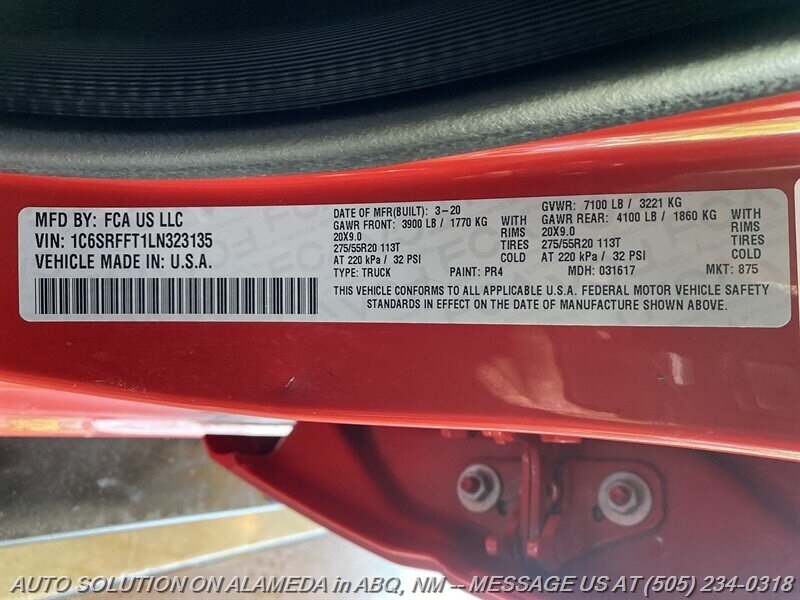 MFD BY: FCA US LLC
VIN: 1C6SRFFT1LN323135
VEHICLE MADE IN: U.S.A.
DATE OF MFR(BUILT): 3-20
GAWR FRONT: 3900 LB / 1770 KG WITH
20X9.0 RIMS
275/55R20 113T TIRES
AT 220 kPa / 32 PSI COLD
TYPE: TRUCK PAINT: PR4
GVWR: 7100 LB / 3221 KG
GAWR REAR: 4100 LB / 1860 KG WITH
20X9.0 RIMS
275/55R20 113T TIRES
AT 220 kPa / 32 PSI COLD
MDH: 031617 MKT: 875
THIS VEHICLE CONFORMS TO ALL APPLICABLE U.S.A. FEDERAL MOTOR VEHICLE SAFETY
STANDARDS IN EFFECT ON THE DATE OF MANUFACTURE SHOWN ABOVE.
AUTO SOLUTION ON ALAMEDA in ABQ, NM -- MESSAGE US AT (505) 234-0318